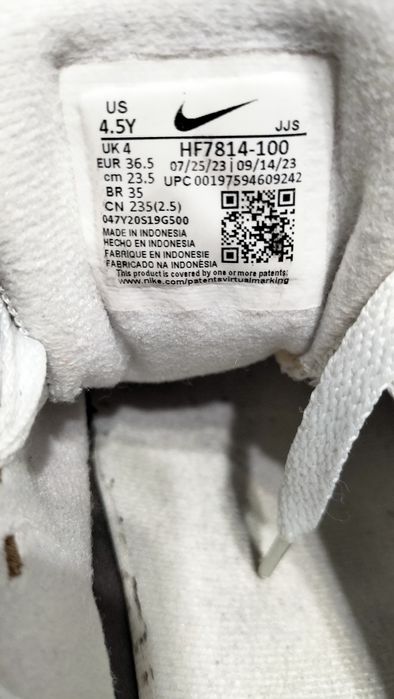 US
4.5Y
JJS
UK 4
HF7814-100
EUR 36.5
07/25/23 | 09/14/23
cm 23.5
UPC 00197594609242
BR 35
CN 235(2.5)
047Y20S19G500
MADE IN INDONESIA
HECHO EN INDONESIA
FABRIQUE EN INDONESIE
FABRICADO NA INDONÉSIA
This product is covered by one or more patents:
www.nike.com/patentsvirtualmarking